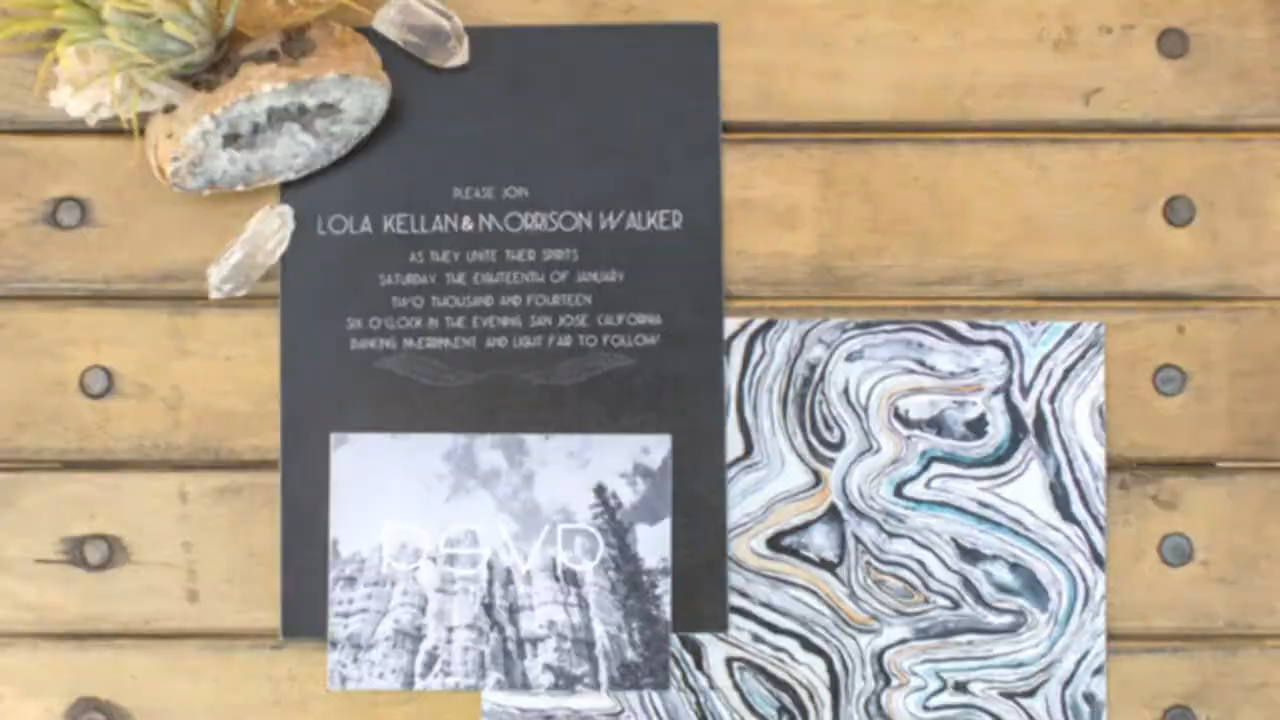 PLEASE JOIN
LOLA KELLAN & MORRISON WALKER
AS THEY UNITE THEIR SPIRITS
SATURDAY, THE EIGHTEENTH OF JANUARY
TWO THOUSAND AND FOURTEEN
SIX O'CLOCK IN THE EVENING, SAN JOSE, CALIFORNIA
DANCING MERRIMENT AND LIGHT FAIR TO FOLLOW
RSVP